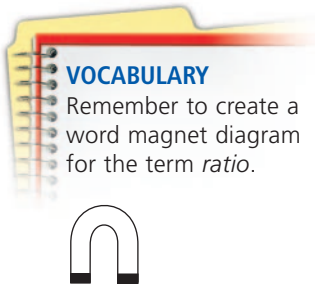 VOCABULARY
Remember to create a
word magnet diagram
for the term ratio.